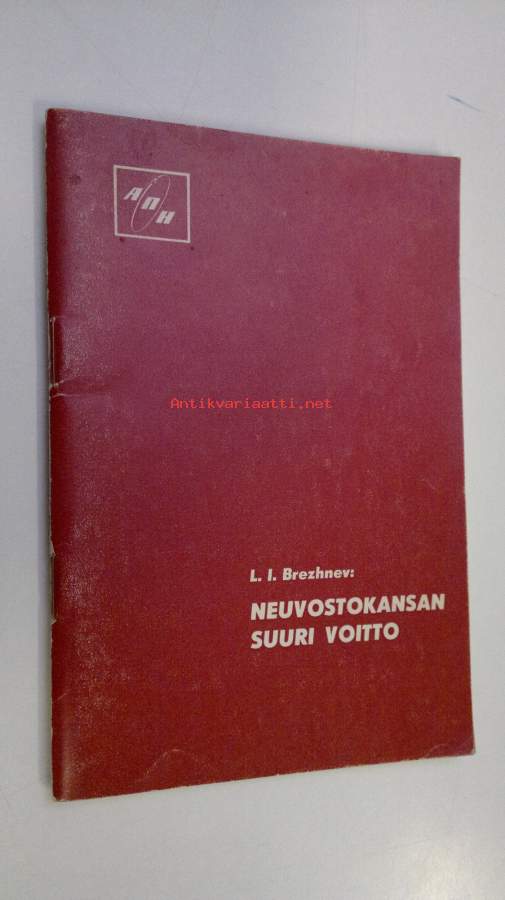 АПН
Antikvariaatti.net
L. I. Brezhnev:
NEUVOSTOKANSAN
SUURI VOITTO